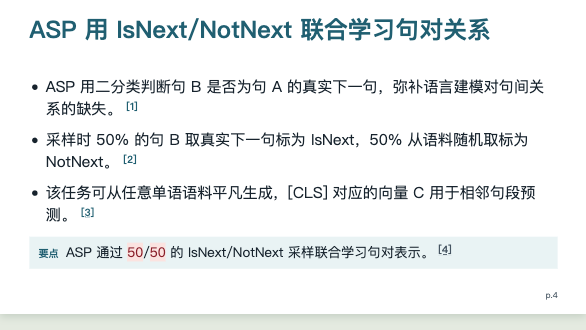 ASP 用 IsNext/NotNext 联合学习句对关系
• ASP 用二分类判断句 B 是否为句 A 的真实下一句，弥补语言建模对句间关
系的缺失。 [1]
• 采样时 50% 的句 B 取真实下一句标为 IsNext，50% 从语料随机取标为
NotNext。 [2]
• 该任务可从任意单语语料平凡生成，[CLS] 对应的向量 C 用于相邻句段预
测。 [3]
要点 ASP 通过 50/50 的 IsNext/NotNext 采样联合学习句对表示。 [4]
p.4